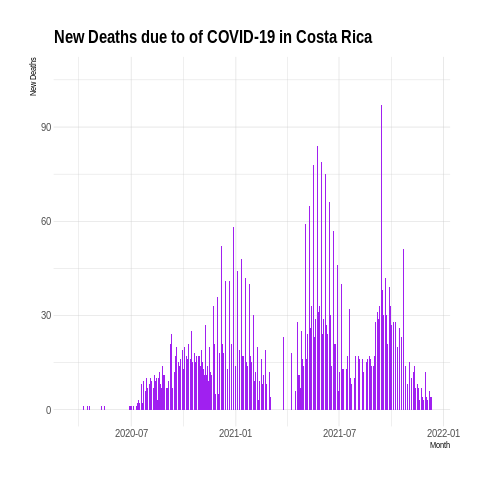 New Deaths due to of COVID-19 in Costa Rica
New Deaths
90
60
30
0
2020-07 2021-01 2021-07 2022-01
Month